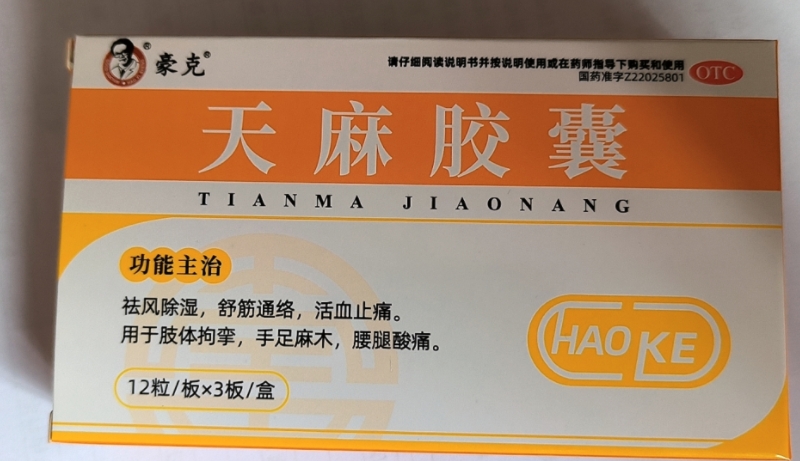 豪克®
请仔细阅读说明书并按说明使用或在药师指导下购买和使用
国药准字Z22025801
OTC
天麻胶囊
TIANMA JIAONANG
功能主治
祛风除湿，舒筋通络，活血止痛。
用于肢体拘挛，手足麻木，腰腿酸痛。
12粒/板×3板/盒
HAOKE